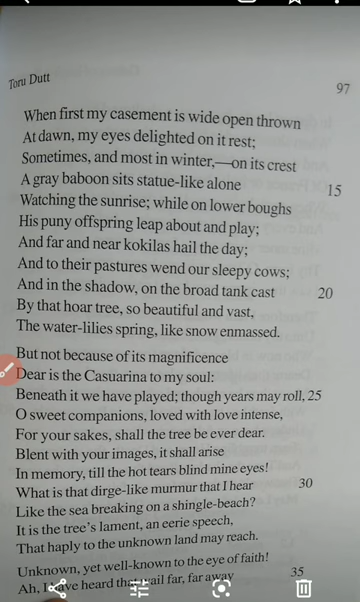 Toru Dutt
97
When first my casement is wide open thrown
At dawn, my eyes delighted on it rest;
Sometimes, and most in winter,—on its crest
A gray baboon sits statue-like alone 15
Watching the sunrise; while on lower boughs
His puny offspring leap about and play;
And far and near kokilas hail the day;
And to their pastures wend our sleepy cows;
And in the shadow, on the broad tank cast 20
By that hoar tree, so beautiful and vast,
The water-lilies spring, like snow enmassed.
But not because of its magnificence
Dear is the Casuarina to my soul:
Beneath it we have played; though years may roll, 25
O sweet companions, loved with love intense,
For your sakes, shall the tree be ever dear.
Blent with your images, it shall arise
In memory, till the hot tears blind mine eyes!
What is that dirge-like murmur that I hear 30
Like the sea breaking on a shingle-beach?
It is the tree's lament, an eerie speech,
That haply to the unknown land may reach.
Unknown, yet well-known to the eye of faith!
Ah, I have heard that wail far, far away 35